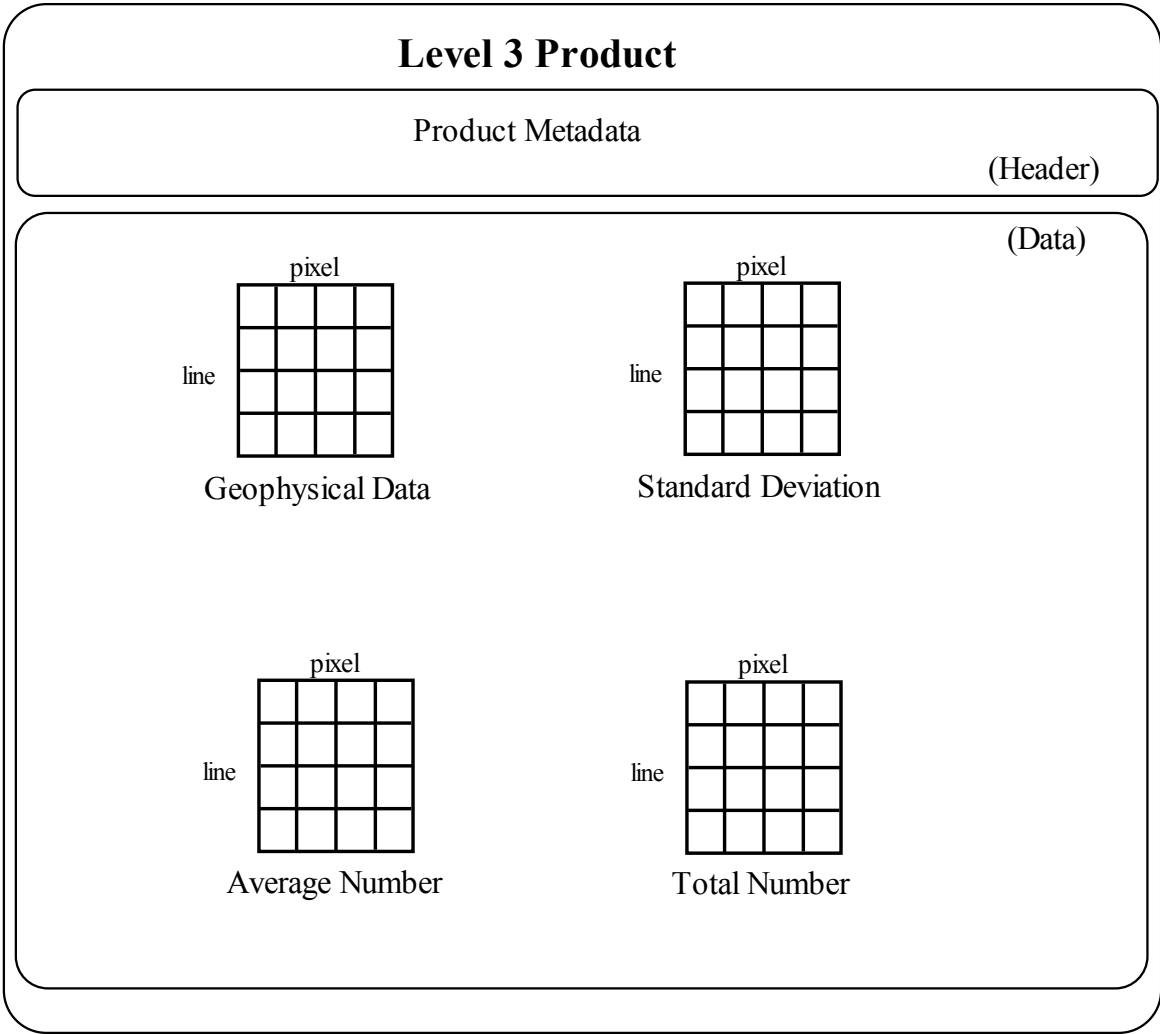 Level 3 Product
Product Metadata
(Header)
(Data)
pixel
line
Geophysical Data
pixel
line
Standard Deviation
pixel
line
Average Number
pixel
line
Total Number